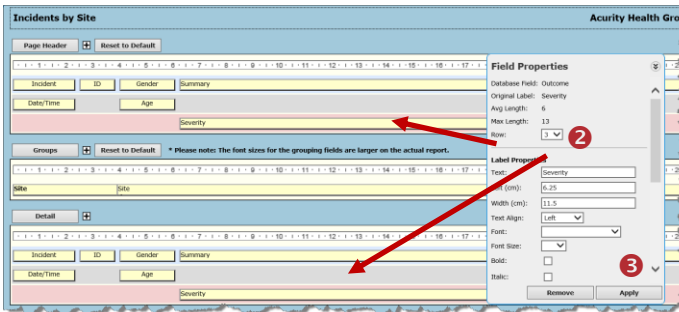 Incidents by Site Acurity Health Gro
Page Header Reset to Default
Incident ID Gender Summary
Date/Time Age
Severity
Groups Reset to Default * Please note: The font sizes for the grouping fields are larger on the actual report.
Site Site
Detail
Incident ID Gender Summary
Date/Time Age
Severity
Field Properties
Database Field: Outcome
Original Label: Severity
Avg Length: 6
Max Length: 13
Row: 3 2
Label Propert
Text: Severity
(cm): 6.25
Width (cm): 11.5
Text Align: Left
Font:
Font Size:
Bold:
Italic: 3
Remove Apply